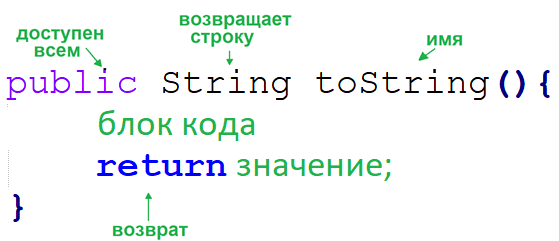 доступен всем
возвращает строку
имя
public String toString(){
блок кода
return значение;
}
возврат